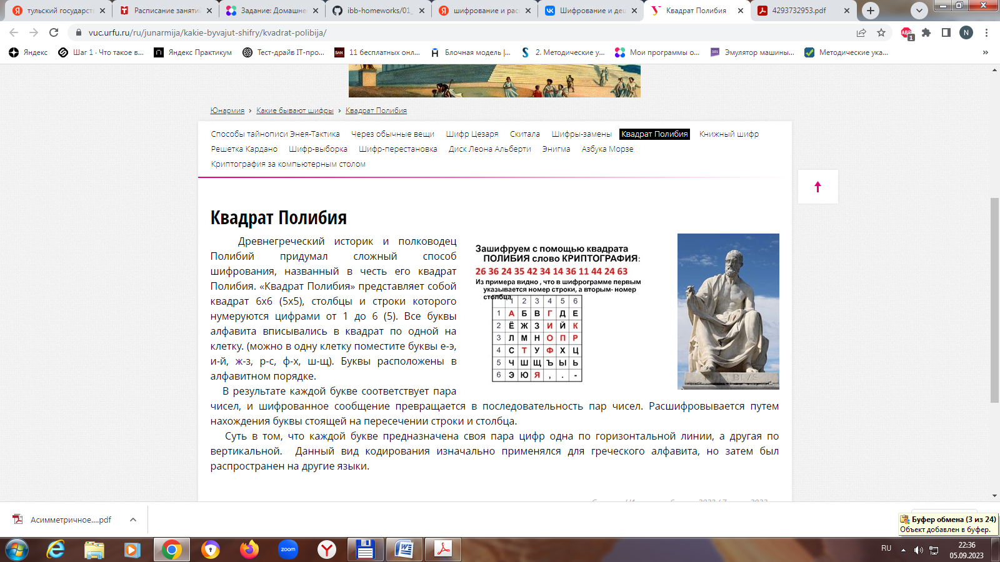 тульский государств
Расписание занятий
Задание: Домашнее
ibb-homeworks/01_
шифрование и рас
Шифрование и деш
Квадрат Полибия
4293732953.pdf
vuc.urfu.ru/ru/junarmija/kakie-byvajut-shifry/kvadrat-polibija/
ABP
1
N
Яндекс
Шаг 1 · Что такое в...
Яндекс Практикум
Тест-драйв IT-про...
11 бесплатных онл...
Блочная модель |...
2. Методические у...
Мои программы о...
Эмулятор машины...
Методические ука...
»
Юнармия › Какие бывают шифры › Квадрат Полибия
Способы тайнописи Энея-Тактика Через обычные вещи Шифр Цезаря Скитала Шифры-замены Квадрат Полибия Книжный шифр
Решетка Кардано Шифр-выборка Шифр-перестановка Диск Леона Альберти Энигма Азбука Морзе
Криптография за компьютерным столом
Квадрат Полибия
Древнегреческий историк и полководец
Полибий придумал сложный способ
шифрования, названный в честь его квадрат
Полибия. «Квадрат Полибия» представляет собой
квадрат 6x6 (5x5), столбцы и строки которого
нумеруются цифрами от 1 до 6 (5). Все буквы
алфавита вписывались в квадрат по одной на
клетку. (можно в одну клетку поместите буквы е-э,
и-й, ж-з, р-с, ф-х, ш-щ). Буквы расположены в
алфавитном порядке.
Зашифруем с помощью квадрата
ПОЛИБИЯ слово КРИПТОГРАФИЯ:
26 36 24 35 42 34 14 36 11 44 24 63
Из примера видно , что в шифрограмме первым
указывается номер строки, а вторым- номер
столбца
1 2 3 4 5 6
1 А Б В Г Д Е
2 Ё Ж З И Й К
3 Л М Н О П Р
4 С Т У Ф Х Ц
5 Ч Ш Щ Ъ Ы Ь
6 Э Ю Я , . -
В результате каждой букве соответствует пара
чисел, и шифрованное сообщение превращается в последовательность пар чисел. Расшифровывается путем
нахождения буквы стоящей на пересечении строки и столбца.
Суть в том, что каждой букве предназначена своя пара цифр одна по горизонтальной линии, а другая по
вертикальной. Данный вид кодирования изначально применялся для греческого алфавита, но затем был
распространен на другие языки.
Асимметричное....pdf
Буфер обмена (3 из 24)
Объект добавлен в буфер.
zoom
RU
22:36
05.09.2023